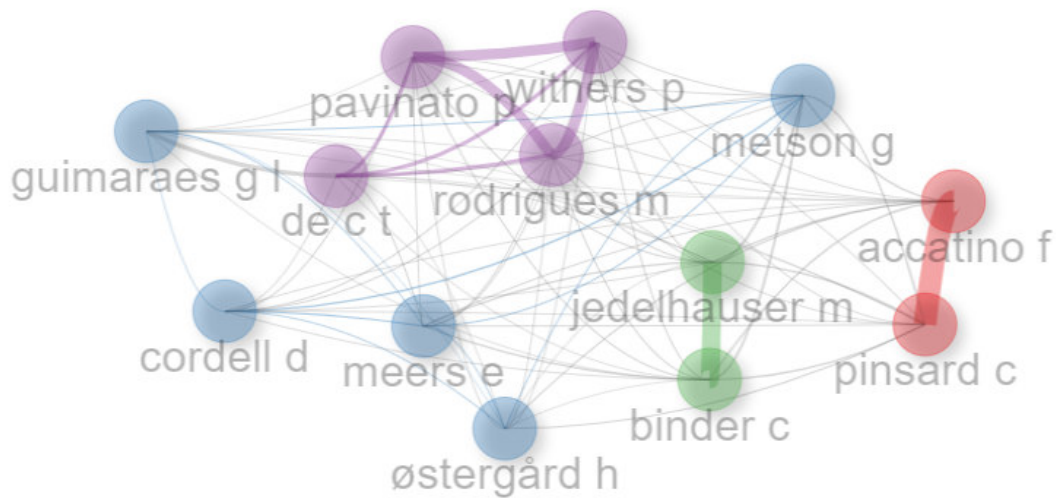 withers p
pavinato p
metson g
guimaraes g l
rodrigues m
de c t
accatino f
jedelhauser m
cordell d
meers e
pinsard c
binder c
østergård h